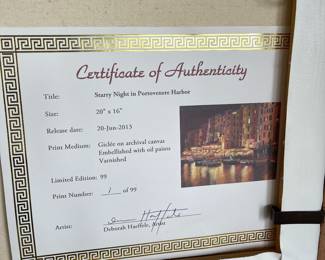 Certificate of Authenticity
Title: Starry Night in Portovenere Harbor
Size: 20" x 16"
Release date: 20-Jun-2013
Print Medium: Giclée on archival canvas
Embellished with oil paints
Varnished
Limited Edition: 99
Print Number: 1 of 99
Artist:
Deborah Haeffele, Artist